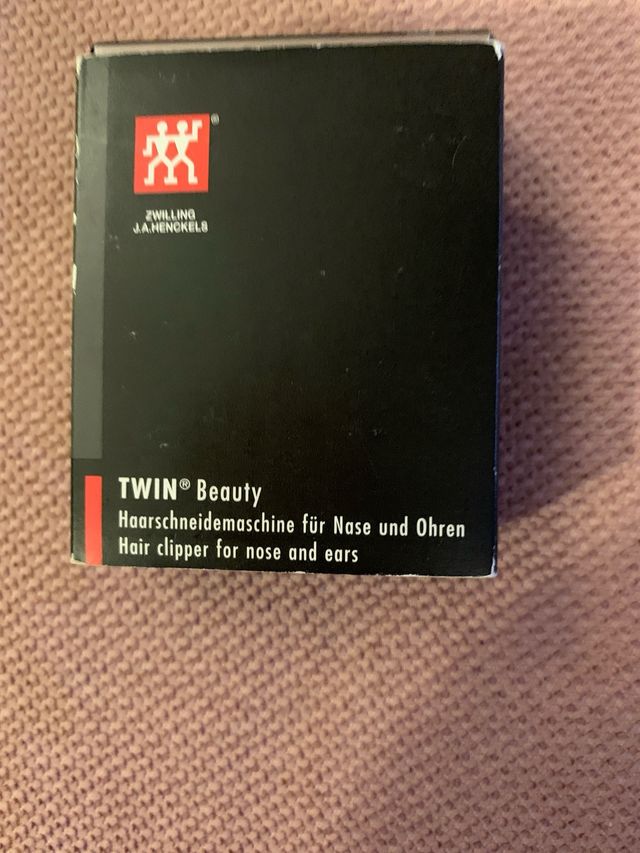 ®
ZWILLING
J.A.HENCKELS
TWIN® Beauty
Haarschneidemaschine für Nase und Ohren
Hair clipper for nose and ears